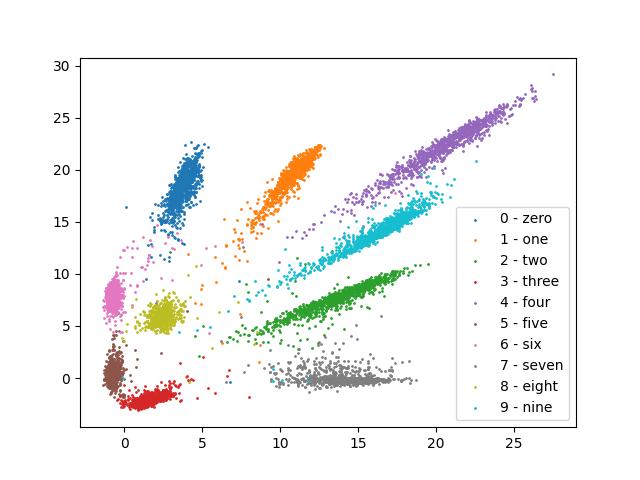 30
25
20
15
10
5
0
0 5 10 15 20 25
0 - zero
1 - one
2 - two
3 - three
4 - four
5 - five
6 - six
7 - seven
8 - eight
9 - nine